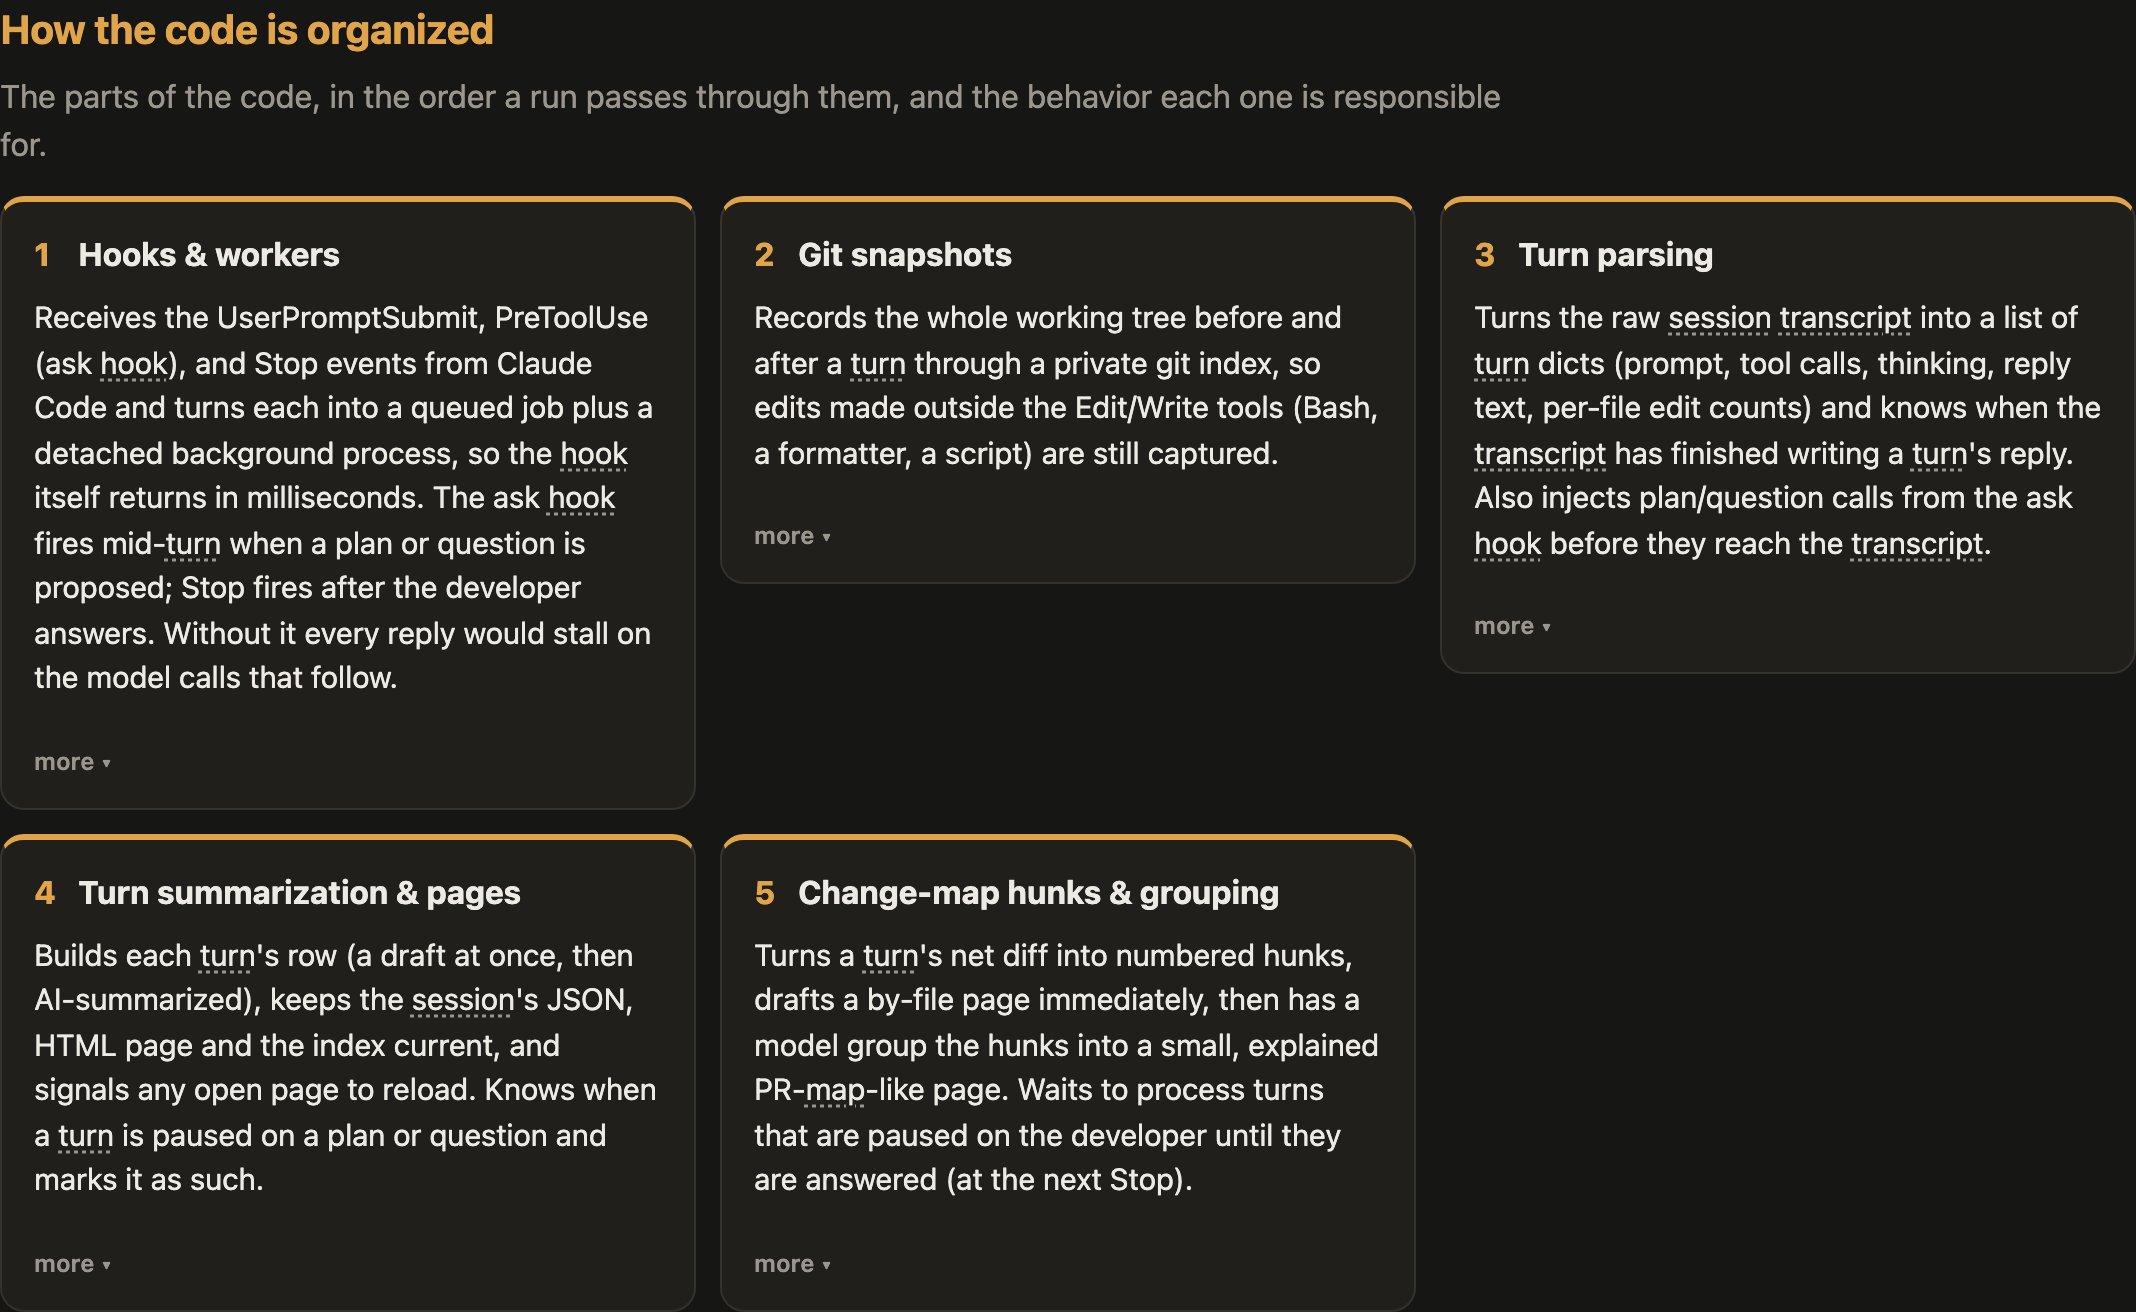 How the code is organized
The parts of the code, in the order a run passes through them, and the behavior each one is responsible
for.
1 Hooks & workers
Receives the UserPromptSubmit, PreToolUse
(ask hook), and Stop events from Claude
Code and turns each into a queued job plus a
detached background process, so the hook
itself returns in milliseconds. The ask hook
fires mid-turn when a plan or question is
proposed; Stop fires after the developer
answers. Without it every reply would stall on
the model calls that follow.
more ▾
2 Git snapshots
Records the whole working tree before and
after a turn through a private git index, so
edits made outside the Edit/Write tools (Bash,
a formatter, a script) are still captured.
more ▾
3 Turn parsing
Turns the raw session transcript into a list of
turn dicts (prompt, tool calls, thinking, reply
text, per-file edit counts) and knows when the
transcript has finished writing a turn's reply.
Also injects plan/question calls from the ask
hook before they reach the transcript.
more ▾
4 Turn summarization & pages
Builds each turn's row (a draft at once, then
AI-summarized), keeps the session's JSON,
HTML page and the index current, and
signals any open page to reload. Knows when
a turn is paused on a plan or question and
marks it as such.
more ▾
5 Change-map hunks & grouping
Turns a turn's net diff into numbered hunks,
drafts a by-file page immediately, then has a
model group the hunks into a small, explained
PR-map-like page. Waits to process turns
that are paused on the developer until they
are answered (at the next Stop).
more ▾